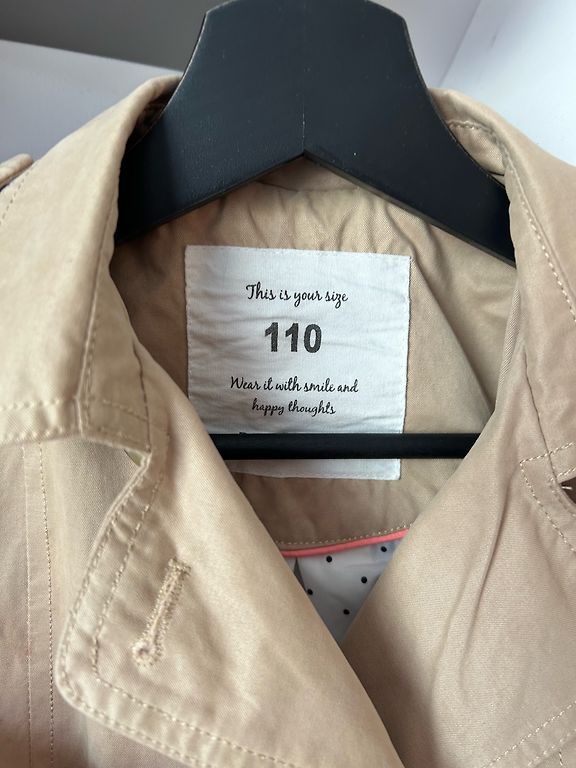 This is your size
110
Wear it with smile and
happy thoughts